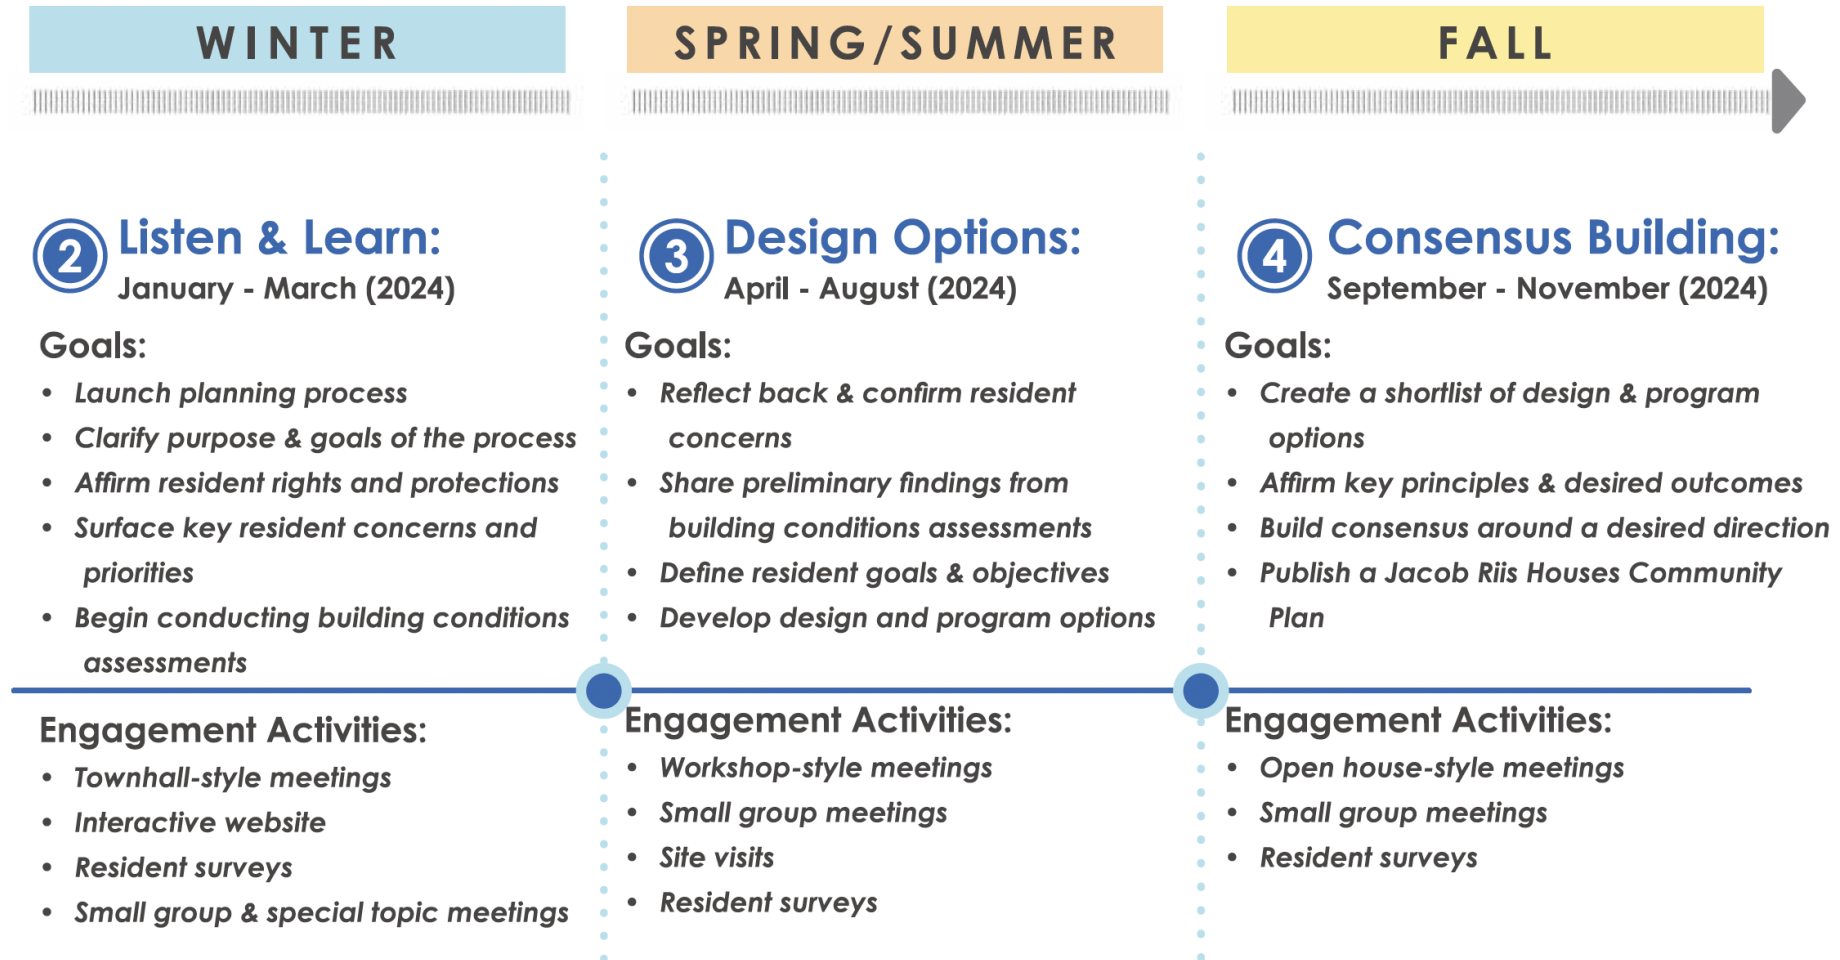 WINTER
SPRING/SUMMER
FALL
2
Listen & Learn:
January - March (2024)
Goals:
• Launch planning process
• Clarify purpose & goals of the process
• Affirm resident rights and protections
• Surface key resident concerns and
priorities
• Begin conducting building conditions
assessments
Engagement Activities:
• Townhall-style meetings
• Interactive website
• Resident surveys
• Small group & special topic meetings
3
Design Options:
April - August (2024)
Goals:
• Reflect back & confirm resident
concerns
• Share preliminary findings from
building conditions assessments
• Define resident goals & objectives
• Develop design and program options
Engagement Activities:
• Workshop-style meetings
• Small group meetings
• Site visits
• Resident surveys
4
Consensus Building:
September - November (2024)
Goals:
• Create a shortlist of design & program
options
• Affirm key principles & desired outcomes
• Build consensus around a desired direction
• Publish a Jacob Riis Houses Community
Plan
Engagement Activities:
• Open house-style meetings
• Small group meetings
• Resident surveys